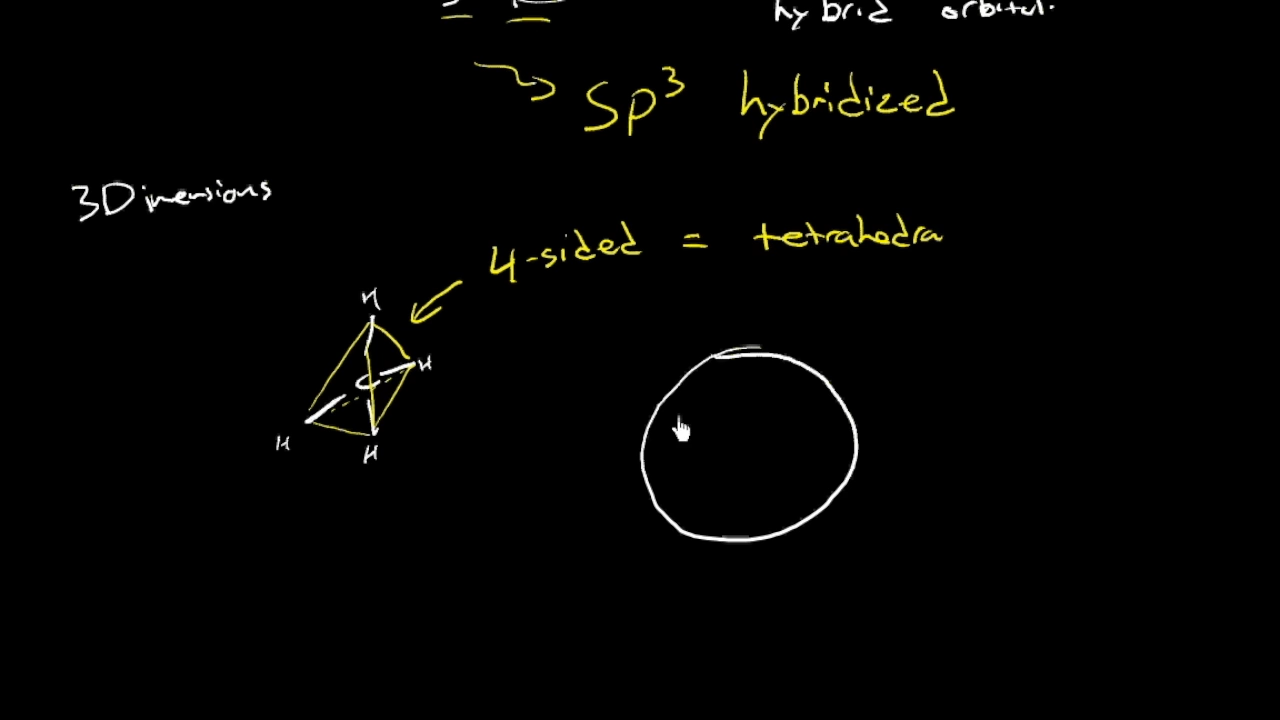 hybrid orbital.
Sp³ hybridized
3Dimensions
4-sided = tetrahedra
H
H
C
H
H